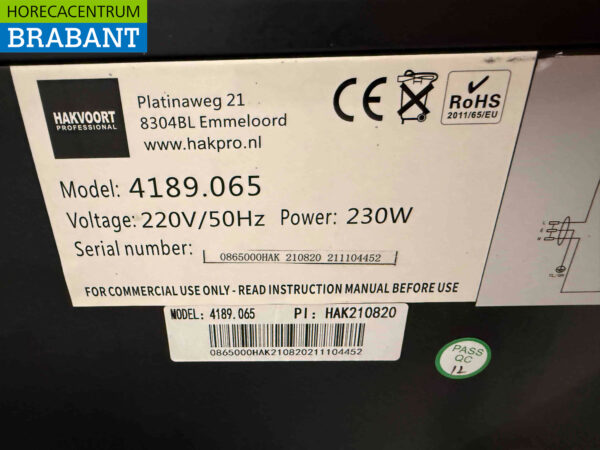 HORECACENTRUM
BRABANT
HAKVOORT
PROFESSIONAL
Platinaweg 21
8304BL Emmeloord
www.hakpro.nl
CE
RoHS
2011/65/EU
Model: 4189.065
Voltage: 220V/50Hz Power: 230W
Serial number: 0865000HAK 210820 211104452
FOR COMMERCIAL USE ONLY - READ INSTRUCTION MANUAL BEFORE USE
MODEL: 4189.065 PI: HAK210820
0865000HAK210820211104452
PASS
QC
12
L
E
N